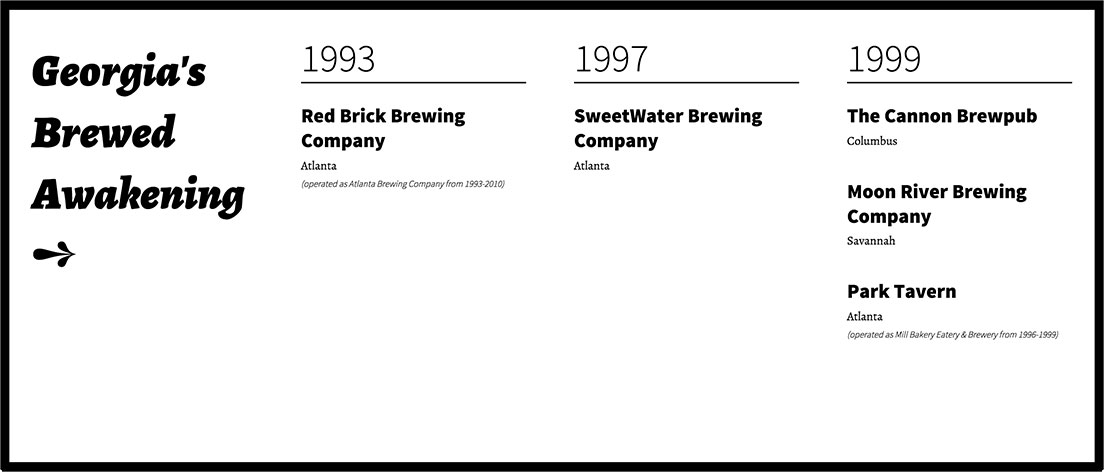 Georgia's
Brewed
Awakening
1993
Red Brick Brewing
Company
Atlanta
(operated as Atlanta Brewing Company from 1993-2010)
1997
SweetWater Brewing
Company
Atlanta
1999
The Cannon Brewpub
Columbus
Moon River Brewing
Company
Savannah
Park Tavern
Atlanta
(operated as Mill Bakery Eatery & Brewery from 1996-1999)